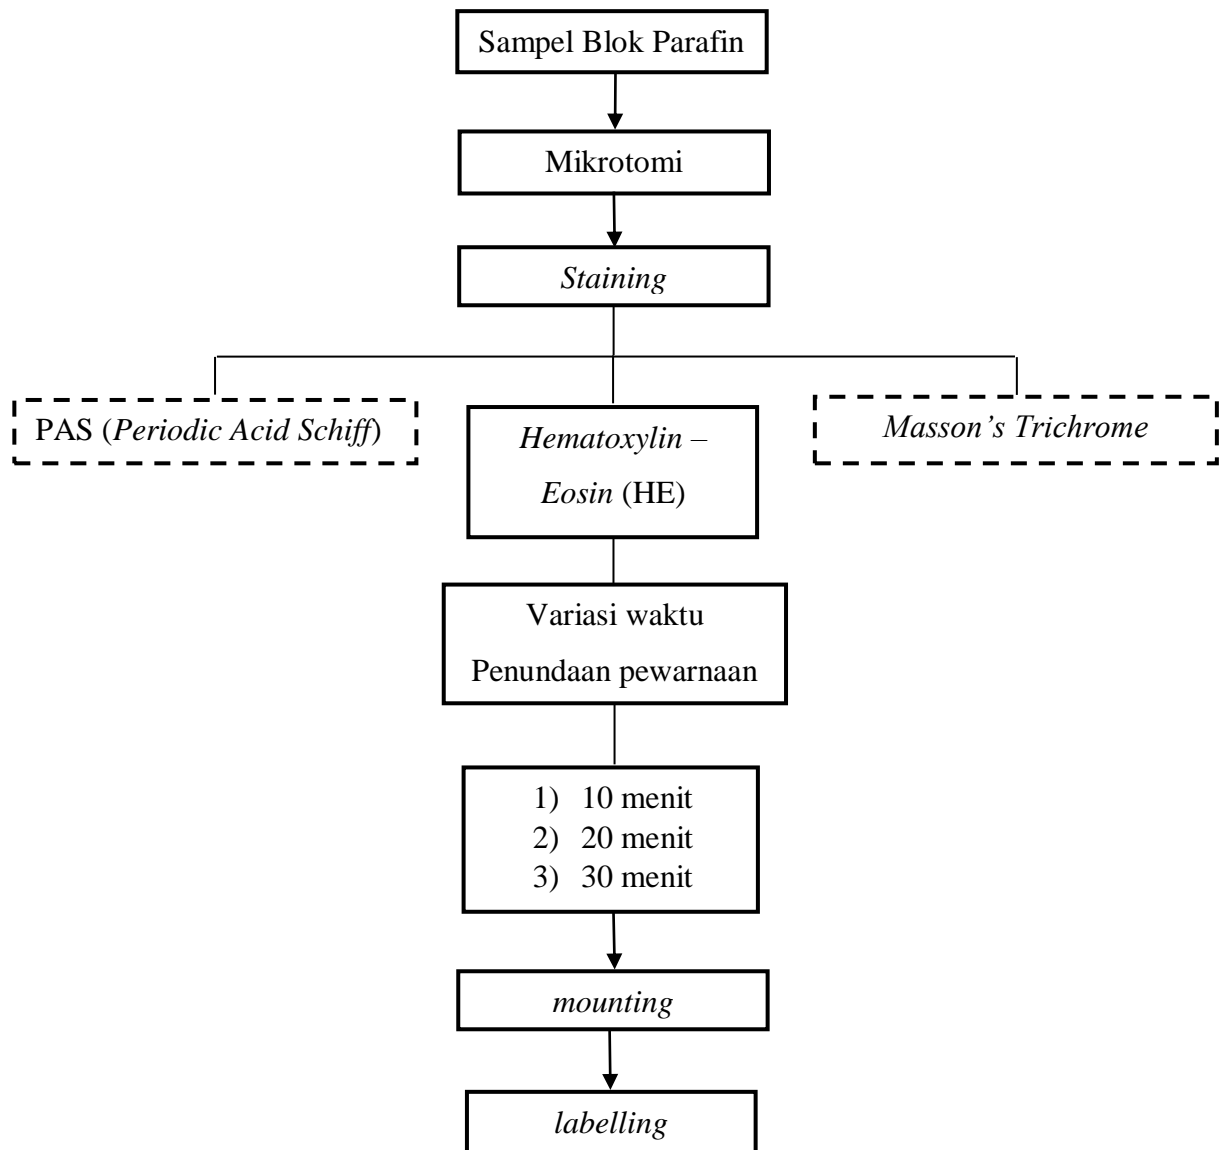 Sampel Blok Parafin
Mikrotomi
Staining
PAS (Periodic Acid Schiff)
Hematoxylin –
Eosin (HE)
Masson’s Trichrome
Variasi waktu
Penundaan pewarnaan
1) 10 menit
2) 20 menit
3) 30 menit
mounting
labelling